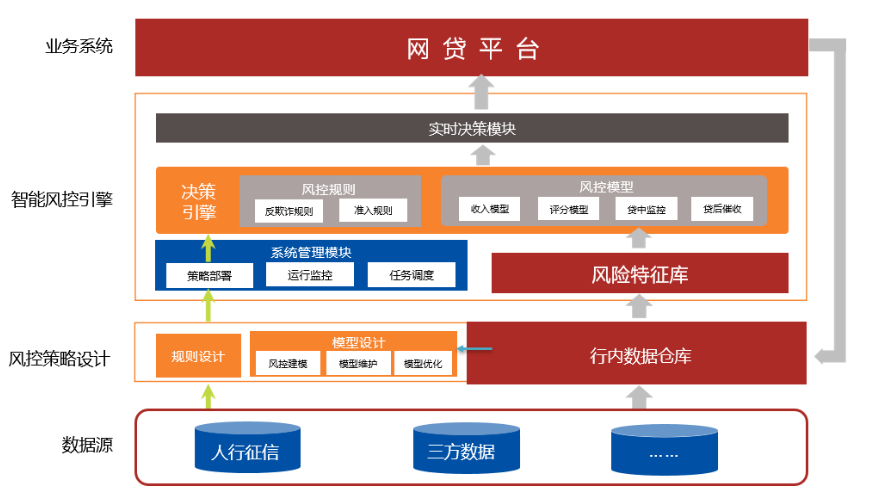 业务系统
网贷平台
实时决策模块
智能风控引擎
决策
引擎
风控规则
反欺诈规则
准入规则
风控模型
收入模型
评分模型
贷中监控
贷后催收
系统管理模块
策略部署
运行监控
任务调度
风险特征库
风控策略设计
规则设计
模型设计
风控建模
模型维护
模型优化
行内数据仓库
数据源
人行征信
三方数据
……